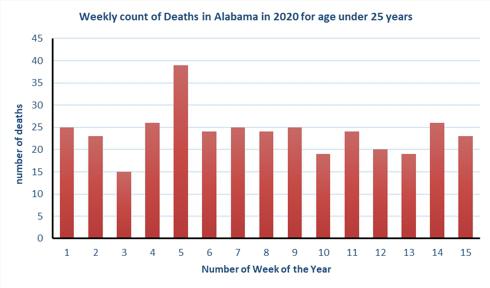 Weekly count of Deaths in Alabama in 2020 for age under 25 years
number of deaths
45
40
35
30
25
20
15
10
5
0
1 2 3 4 5 6 7 8 9 10 11 12 13 14 15
Number of Week of the Year